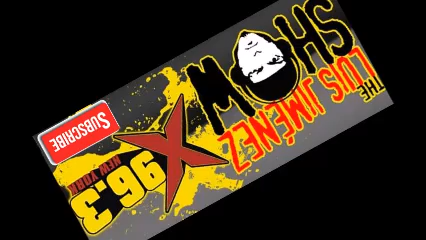 THE
LUIS JIMÉNEZ
SHOW
X
96.3
NEW YORK
SUBSCRIBE